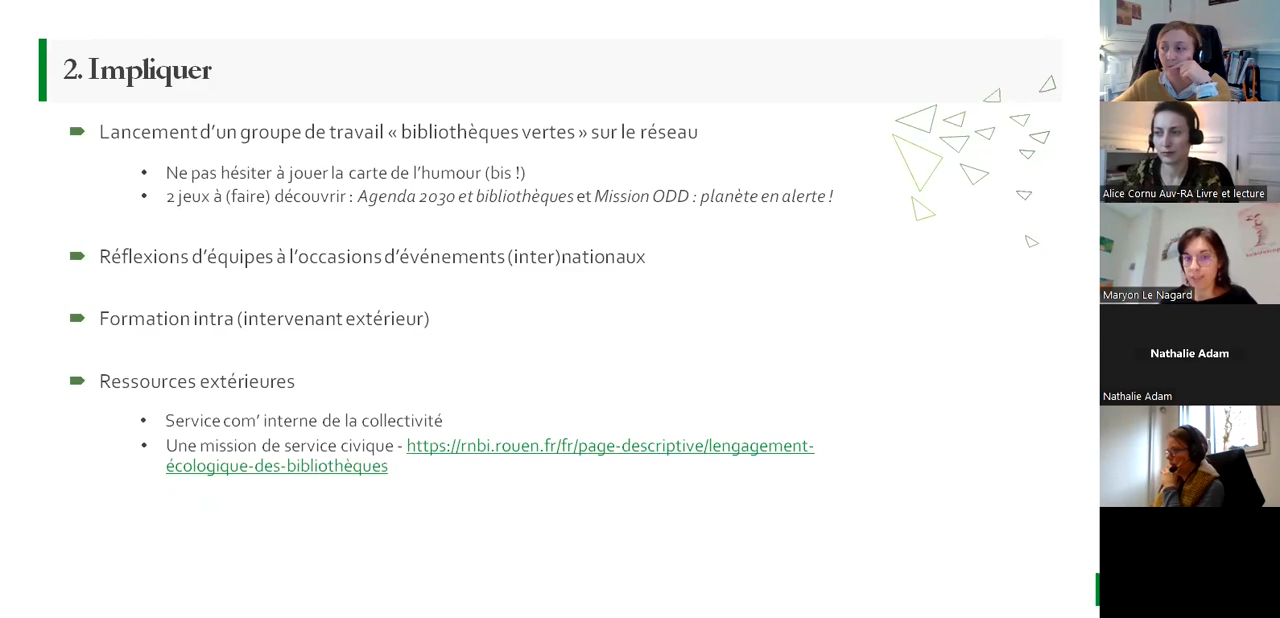 2. Impliquer
Lancement d'un groupe de travail « bibliothèques vertes » sur le réseau
• Ne pas hésiter à jouer la carte de l'humour (bis !)
• 2 jeux à (faire) découvrir : Agenda 2030 et bibliothèques et Mission ODD : planète en alerte !
Réflexions d'équipes à l'occasions d'événements (inter)nationaux
Formation intra (intervenant extérieur)
Ressources extérieures
• Service com' interne de la collectivité
• Une mission de service civique - https://rnbi.rouen.fr/fr/page-descriptive/lengagement-
écologique-des-bibliothèques
Alice Cornu Auv-RA Livre et lecture
Maryon Le Nagard
Nathalie Adam
Nathalie Adam